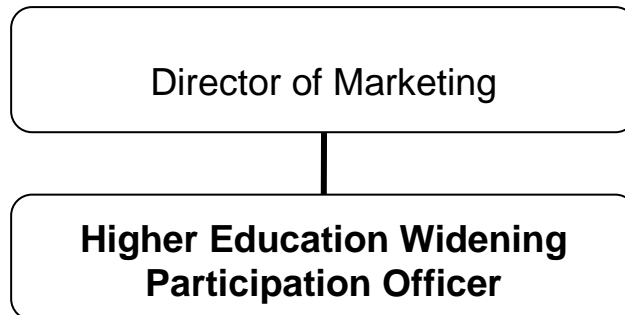 Director of Marketing
Higher Education Widening
Participation Officer